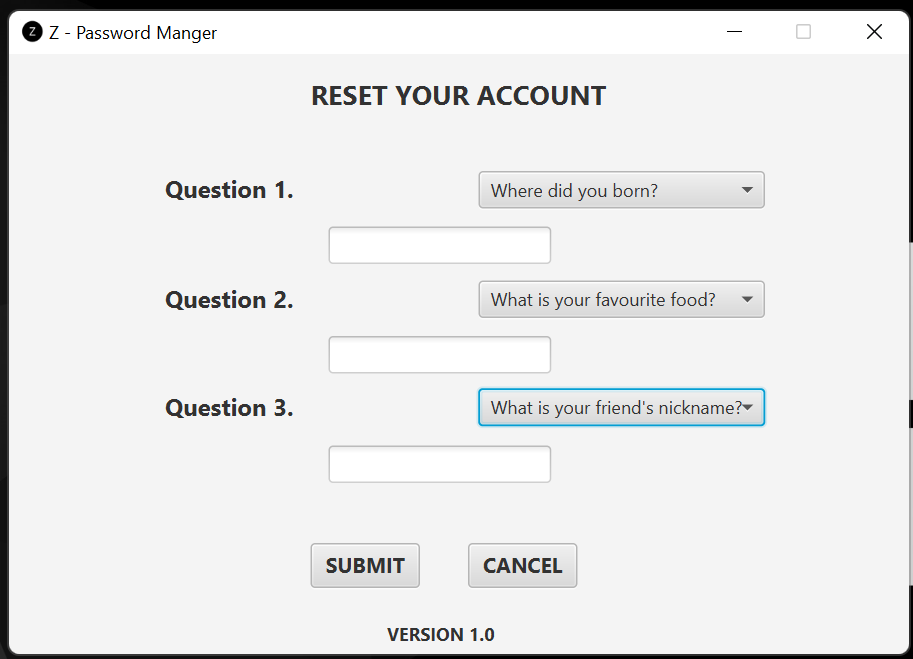 Z Z - Password Manger
RESET YOUR ACCOUNT
Question 1. Where did you born?
Question 2. What is your favourite food?
Question 3. What is your friend's nickname?
SUBMIT CANCEL
VERSION 1.0